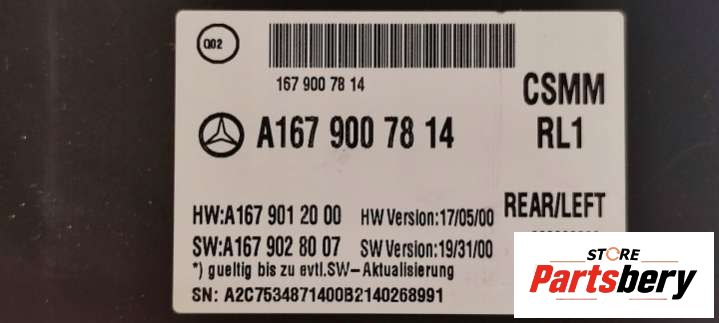 Q02
167 900 78 14
CSMM
A167 900 78 14
RL1
HW:A167 901 20 00 HW Version:17/05/00
REAR/LEFT
SW:A167 902 80 07 SW Version:19/31/00
*) gueltig bis zu evtl.SW-Aktualisierung
SN: A2C7534871400B2140268991
STORE
Partsbery